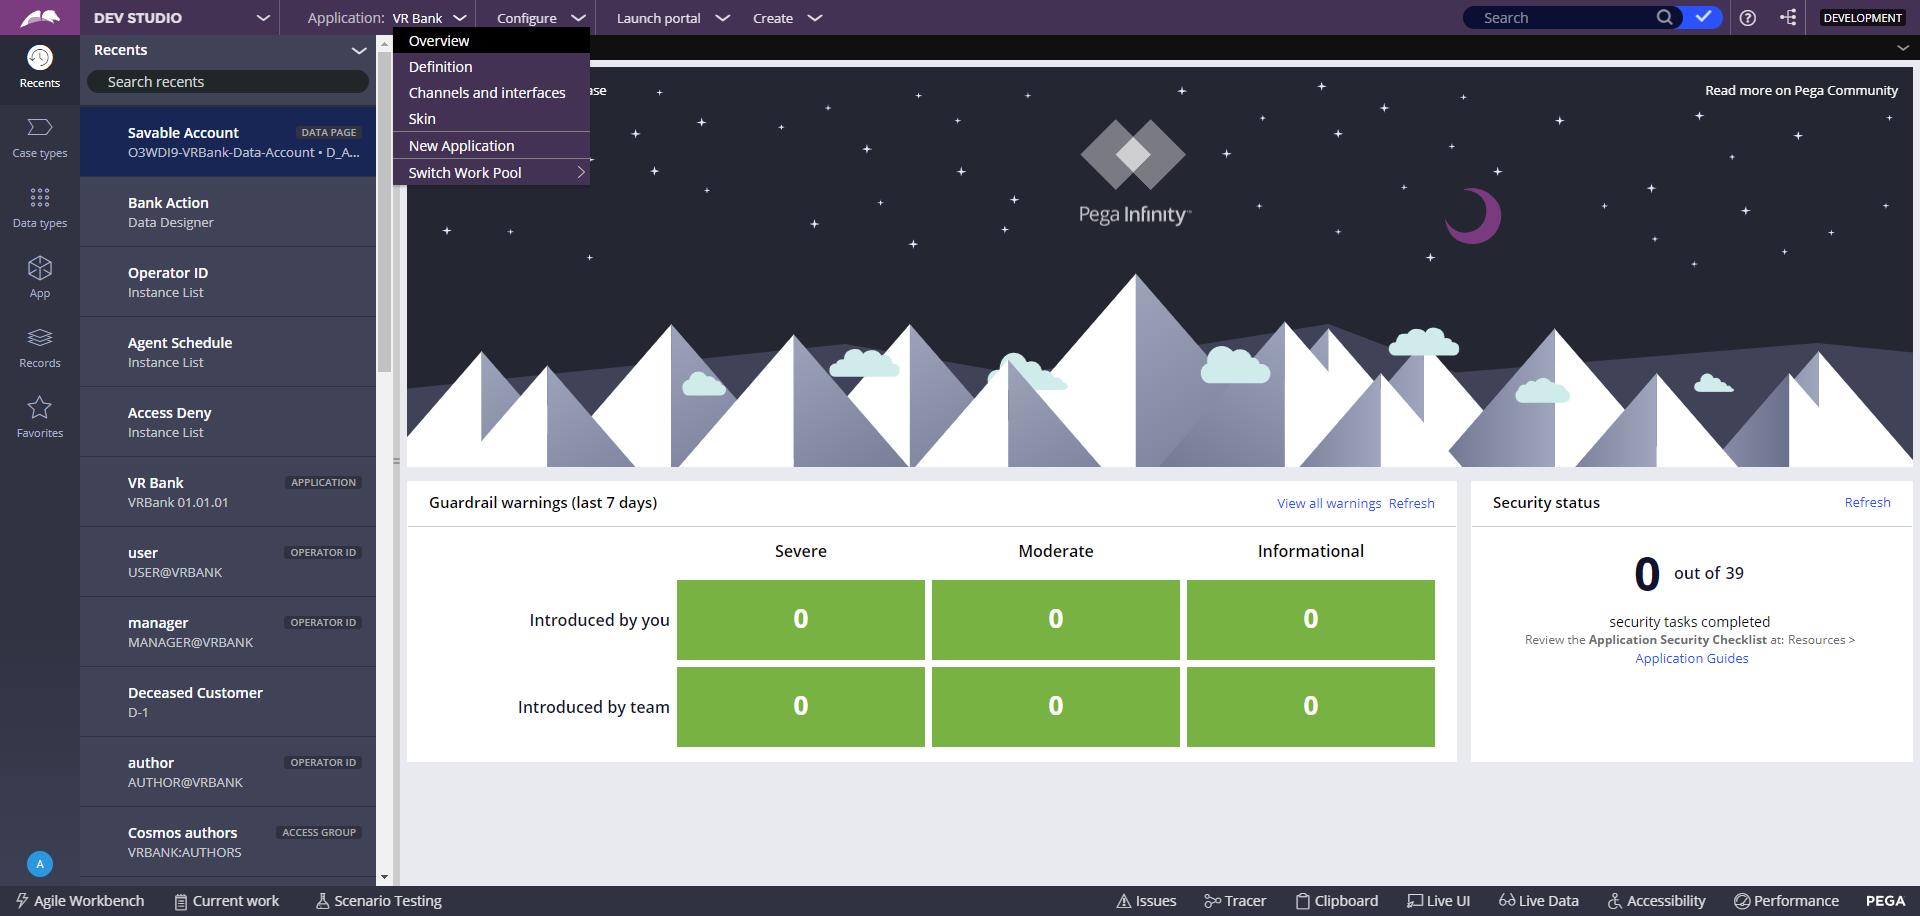 DEV STUDIO
Application: VR Bank
Configure
Launch portal
Create
Search
DEVELOPMENT
Recents
Case types
Data types
App
Records
Favorites
A
Recents
Search recents
Savable Account
DATA PAGE
O3WDI9-VRBank-Data-Account • D_A...
Bank Action
Data Designer
Operator ID
Instance List
Agent Schedule
Instance List
Access Deny
Instance List
VR Bank
APPLICATION
VRBank 01.01.01
user
OPERATOR ID
USER@VRBANK
manager
OPERATOR ID
MANAGER@VRBANK
Deceased Customer
D-1
author
OPERATOR ID
AUTHOR@VRBANK
Cosmos authors
ACCESS GROUP
VRBANK:AUTHORS
Overview
Definition
Channels and interfaces
Skin
New Application
Switch Work Pool
ase
Read more on Pega Community
Pega Infinity™
Guardrail warnings (last 7 days)
View all warnings
Refresh
Severe
Moderate
Informational
Introduced by you
0
0
0
Introduced by team
0
0
0
Security status
Refresh
0 out of 39
security tasks completed
Review the Application Security Checklist at: Resources >
Application Guides
Agile Workbench
Current work
Scenario Testing
Issues
Tracer
Clipboard
Live UI
Live Data
Accessibility
Performance
PEGA